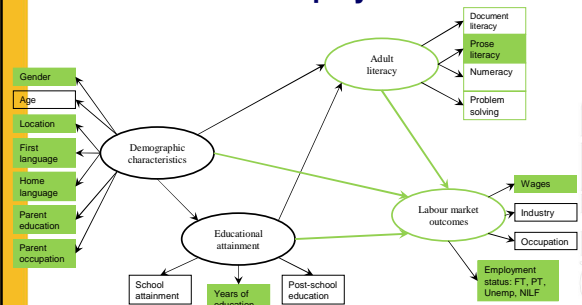 Document
literacy
Prose
literacy
Numeracy
Problem
solving
Adult
literacy
Gender
Age
Location
First
language
Home
language
Parent
education
Parent
occupation
Demographic
characteristics
Educational
attainment
School
attainment
Years of
education
Post-school
education
Labour market
outcomes
Wages
Industry
Occupation
Employment
status: FT, PT,
Unemp, NILF